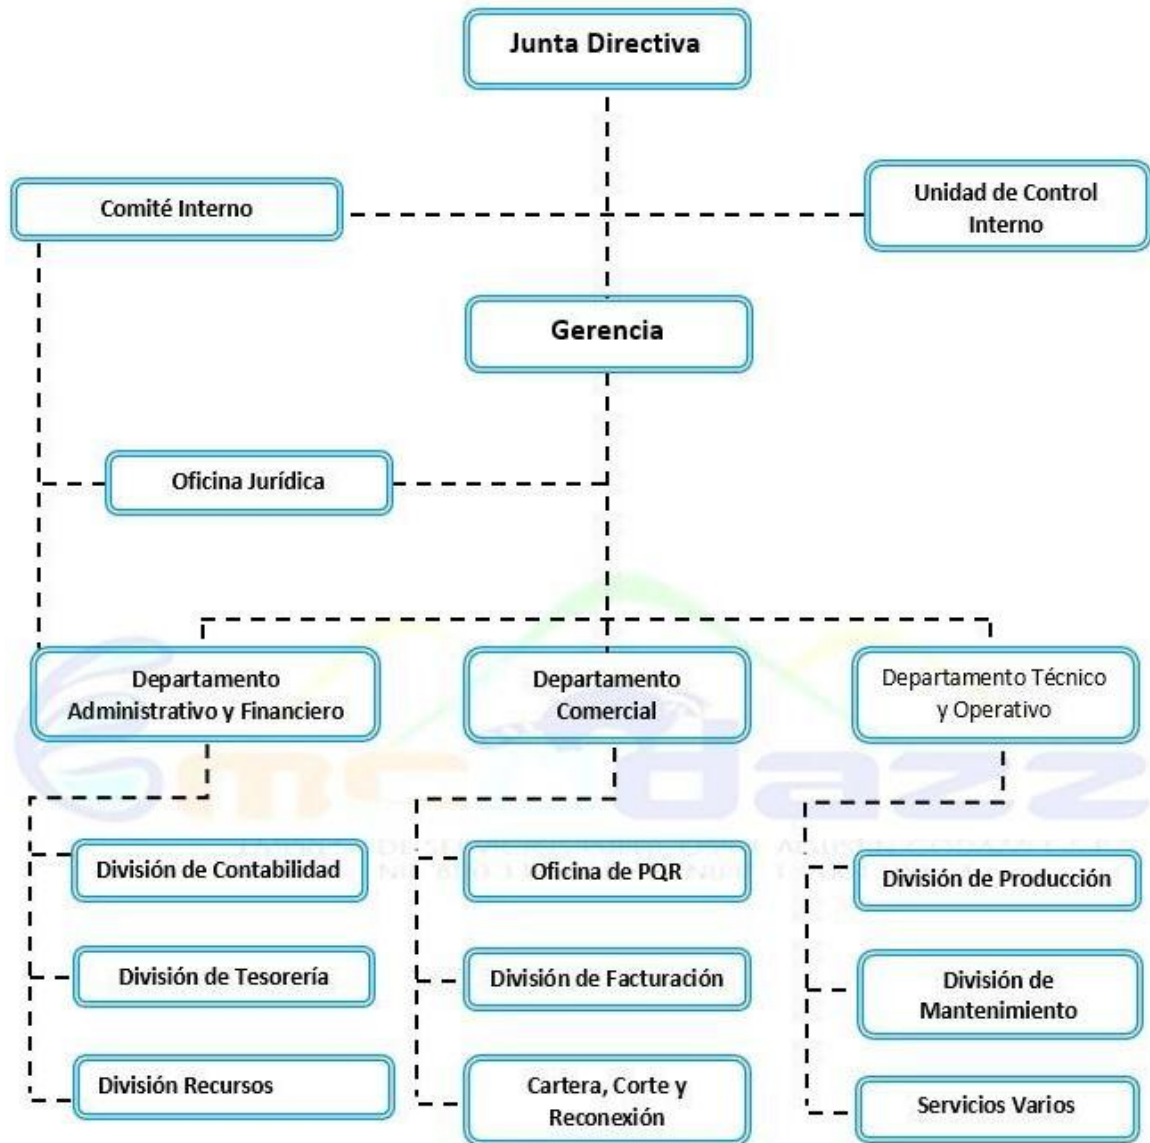 Junta Directiva
Comité Interno
Unidad de Control
Interno
Gerencia
Oficina Jurídica
Departamento
Administrativo y Financiero
Departamento
Comercial
Departamento Técnico
y Operativo
División de Contabilidad
Oficina de PQR
División de Producción
División de Tesorería
División de Facturación
División de
Mantenimiento
División Recursos
Cartera, Corte y
Reconexión
Servicios Varios